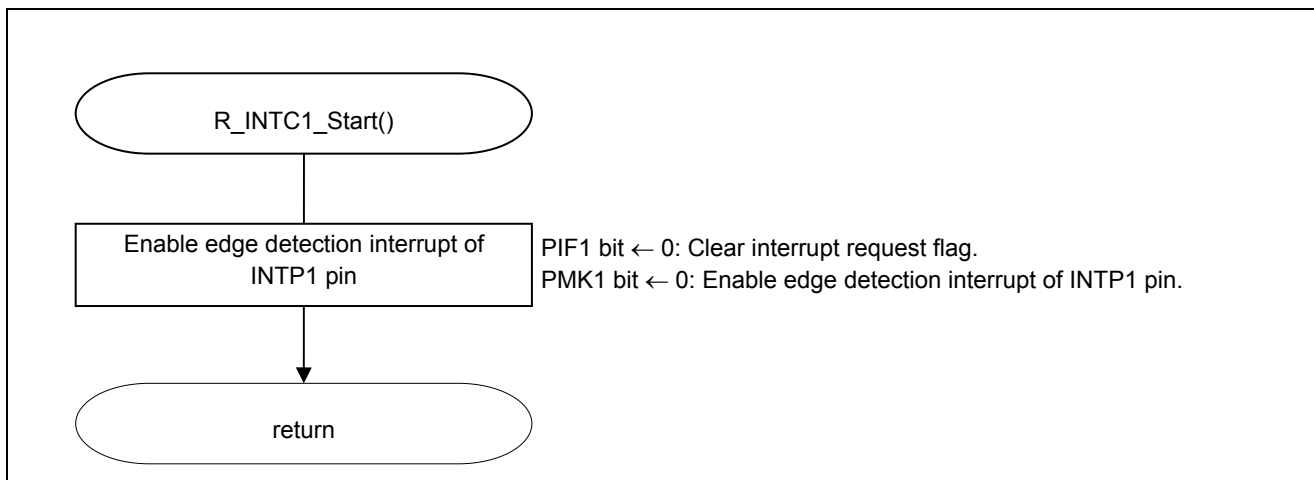 R_INTC1_Start()
Enable edge detection interrupt of
INTP1 pin
PIF1 bit ← 0: Clear interrupt request flag.
PMK1 bit ← 0: Enable edge detection interrupt of INTP1 pin.
return